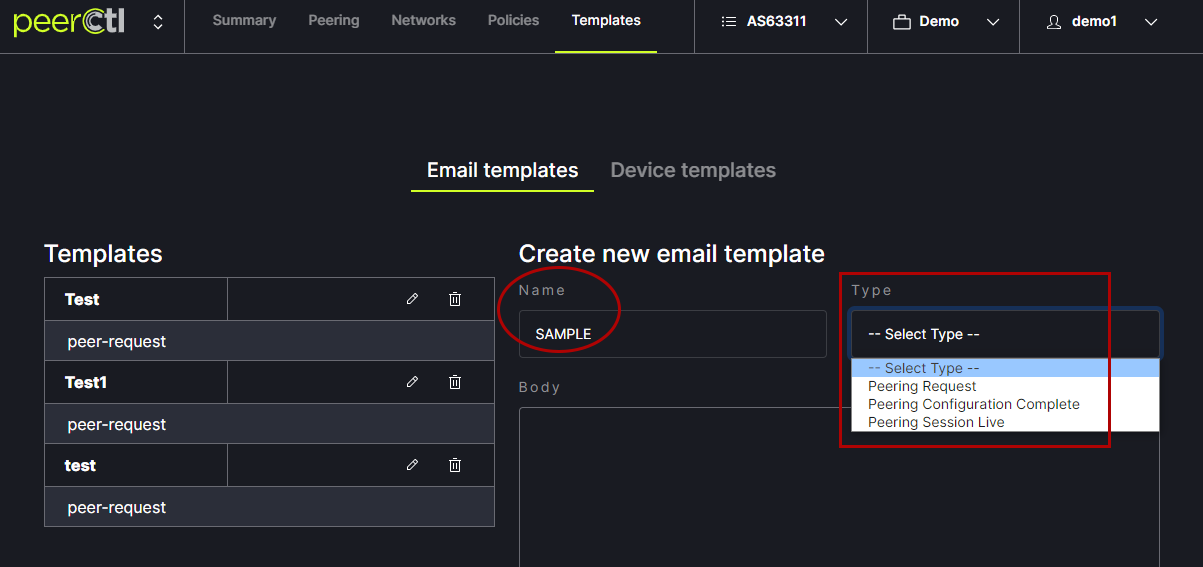 peerCtl Summary Peering Networks Policies Templates AS63311 Demo demo1
Email templates Device templates
Templates
Test
peer-request
Test1
peer-request
test
peer-request
Create new email template
Name
SAMPLE
Type
-- Select Type --
-- Select Type --
Peering Request
Peering Configuration Complete
Peering Session Live
Body